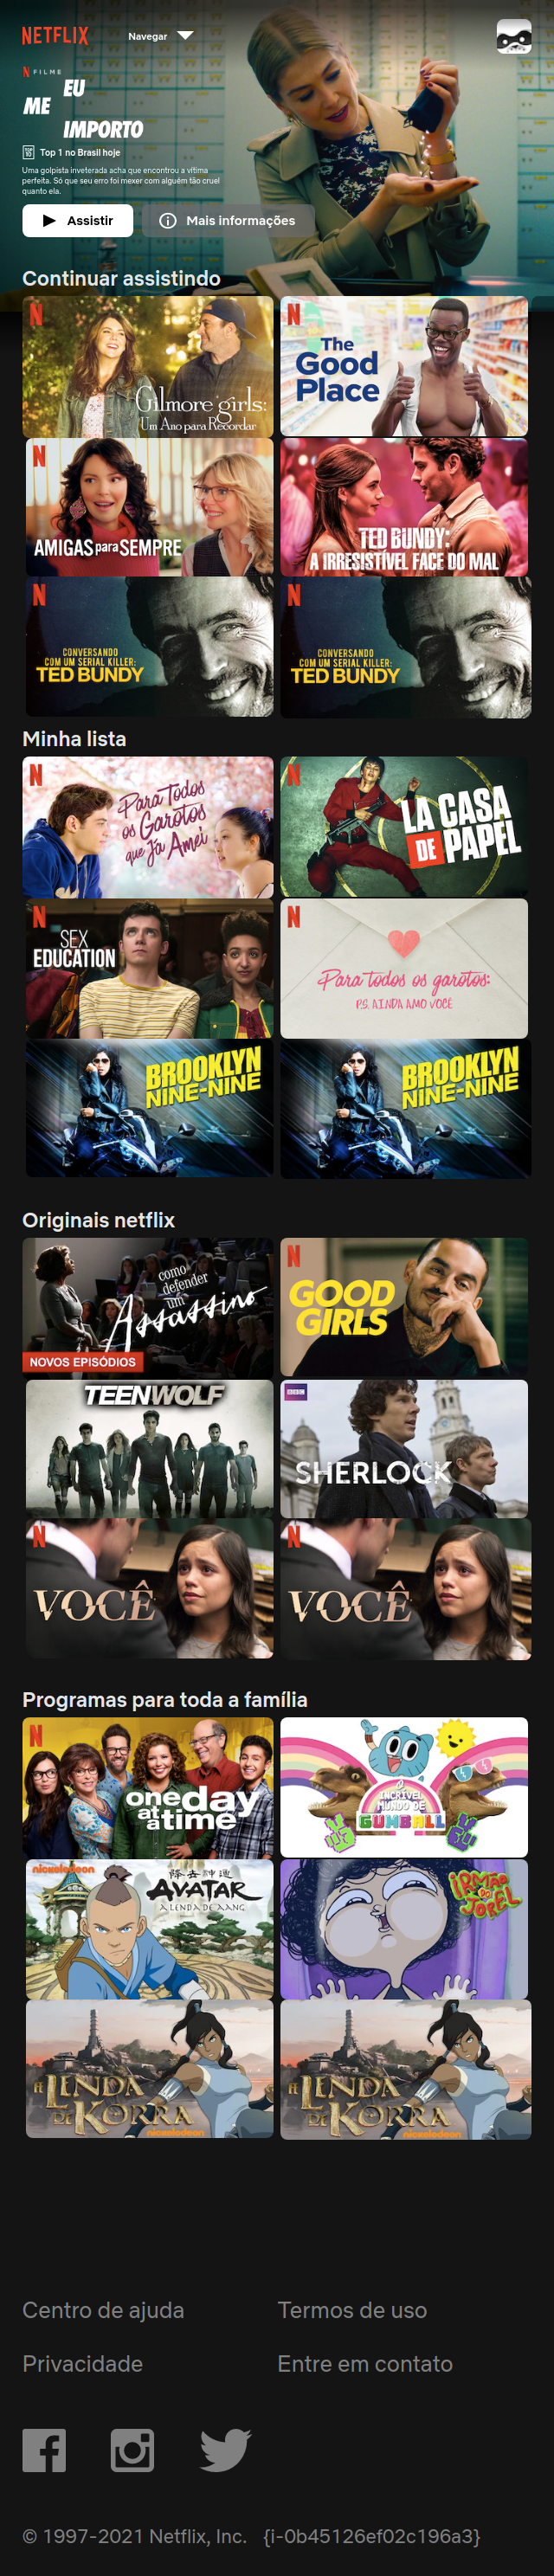 NETFLIX
Navegar
N FILME
EU
ME
IMPORTO
TOP 10 Top 1 no Brasil hoje
Uma golpista inveterada acha que encontrou a vítima
perfeita. Só que seu erro foi mexer com alguém tão cruel
quanto ela.
Assistir
Mais informações
Continuar assistindo
N
Gilmore girls:
Um Ano para Recordar
N
The
Good
Place
N
AMIGAS para SEMPRE
TED BUNDY:
A IRRESISTÍVEL FACE DO MAL
N
CONVERSANDO
COM UM SERIAL KILLER:
TED BUNDY
N
CONVERSANDO
COM UM SERIAL KILLER:
TED BUNDY
Minha lista
N
Para Todos
os Garotos
que Já Amei
N
LA CASA
DE PAPEL
N
SEX
EDUCATION
N
Para todos os garotos:
P.S. AINDA AMO VOCÊ
BROOKLYN
NINE-NINE
BROOKLYN
NINE-NINE
Originais netflix
como
defender
um
Assassino
NOVOS EPISÓDIOS
N
GOOD
GIRLS
TEEN WOLF
BBC
SHERLOCK
N
VOCÊ
N
VOCÊ
Programas para toda a família
N
one day
at
a time
O
INCRÍVEL
MUNDO DE
GUMBALL
nickelodeon
降去神通
AVATAR
A LENDA DE AANG
IRMÃO
DO
JOREL
A LENDA
DE KORRA
nickelodeon
A LENDA
DE KORRA
nickelodeon
Centro de ajuda
Termos de uso
Privacidade
Entre em contato
© 1997-2021 Netflix, Inc. {i-0b45126ef02c196a3}